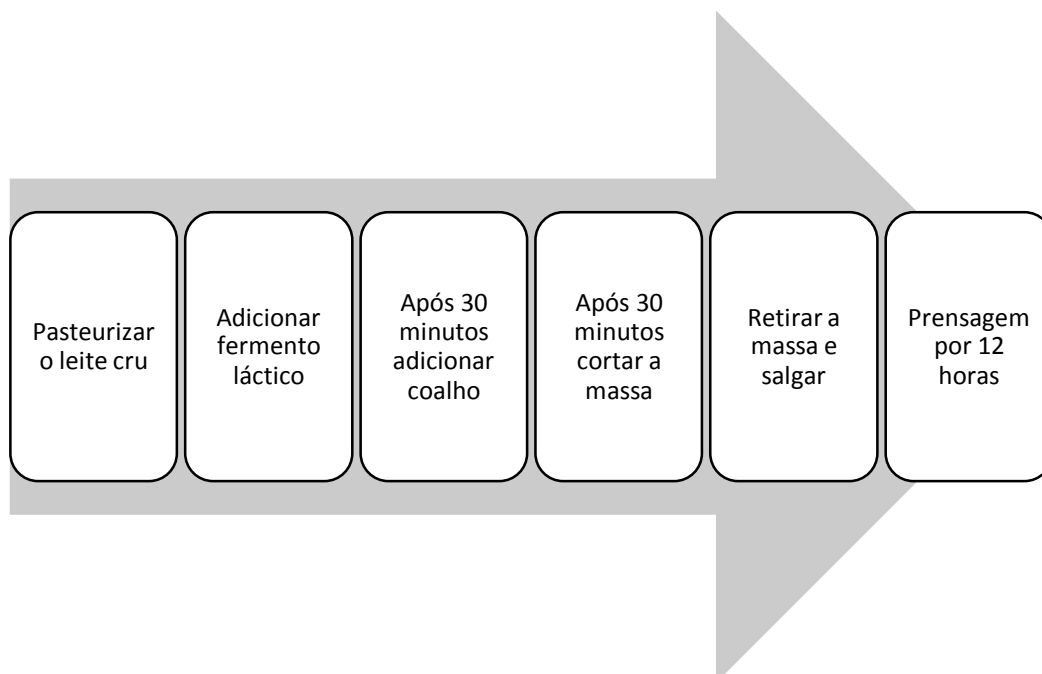 Pasteurizar
o leite cru
Adicionar
fermento
láctico
Após 30
minutos
adicionar
coalho
Após 30
minutos
cortar a
massa
Retirar a
massa e
salgar
Prensagem
por 12
horas